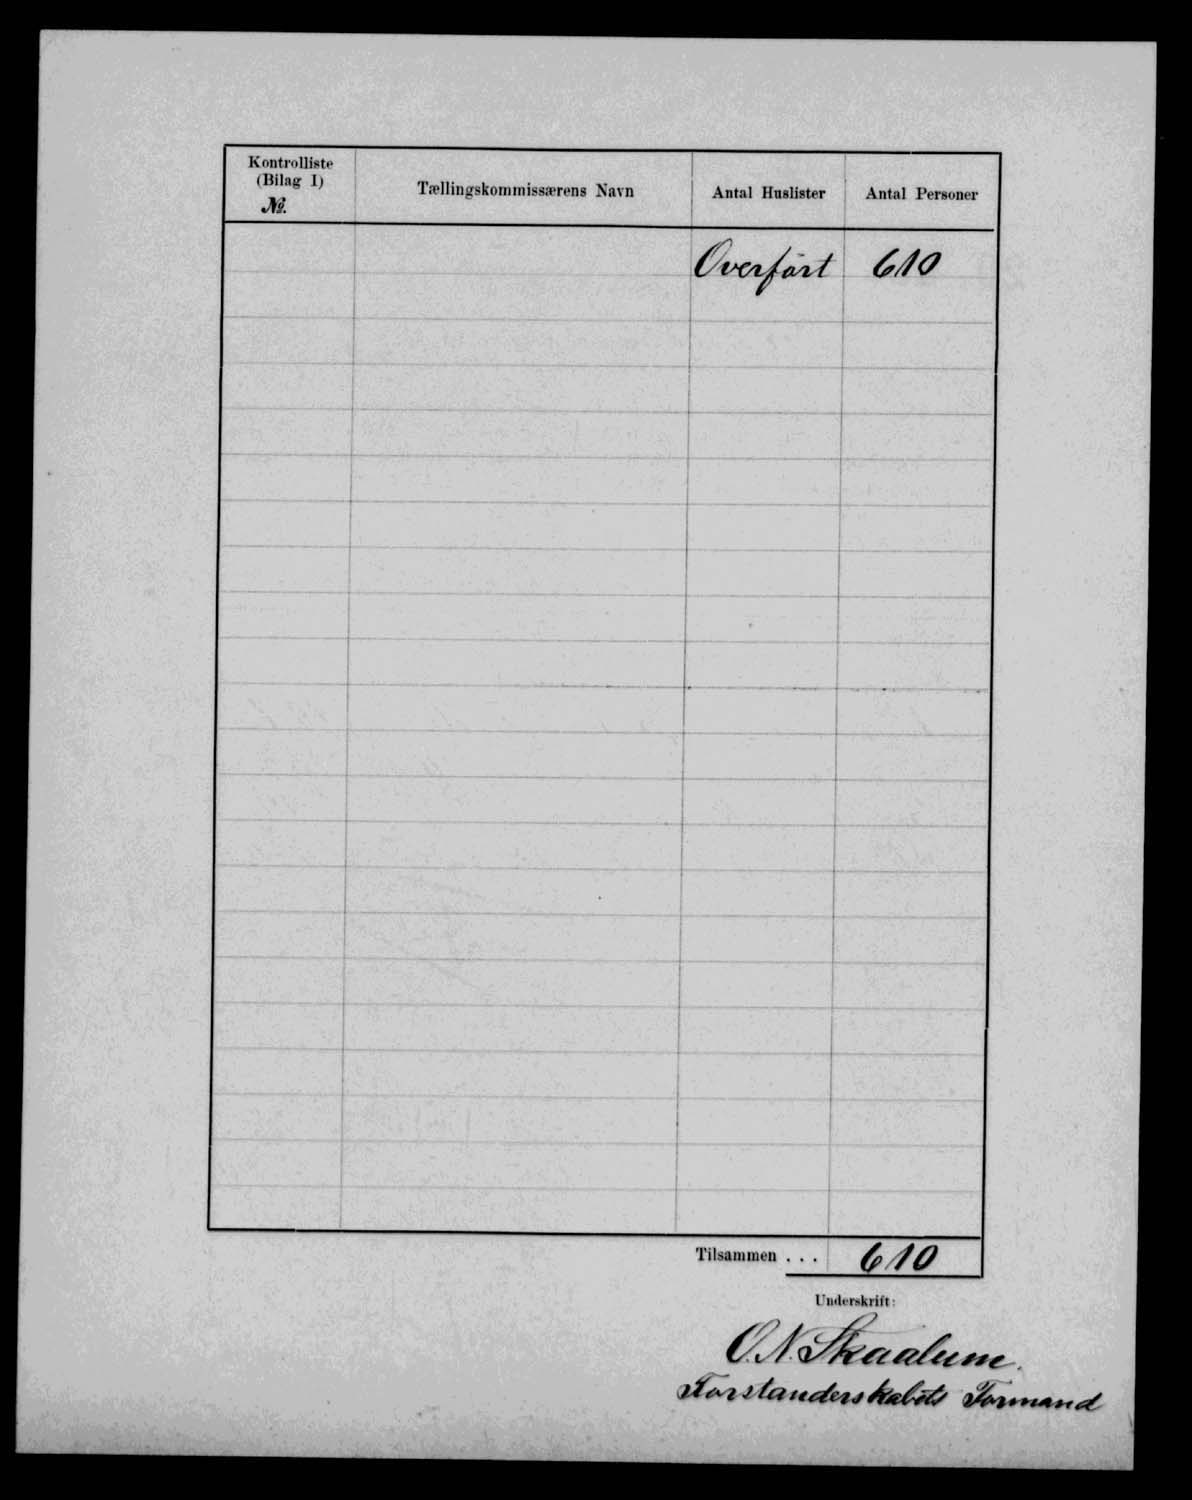 Kontrolliste
(Bilag I)
№.
Tællingskommissærens Navn
Antal Huslister
Antal Personer
Overført 610
Tilsammen . . . 610
Underskrift:
O. N. Skaalum.
Forstanderskabets Formand